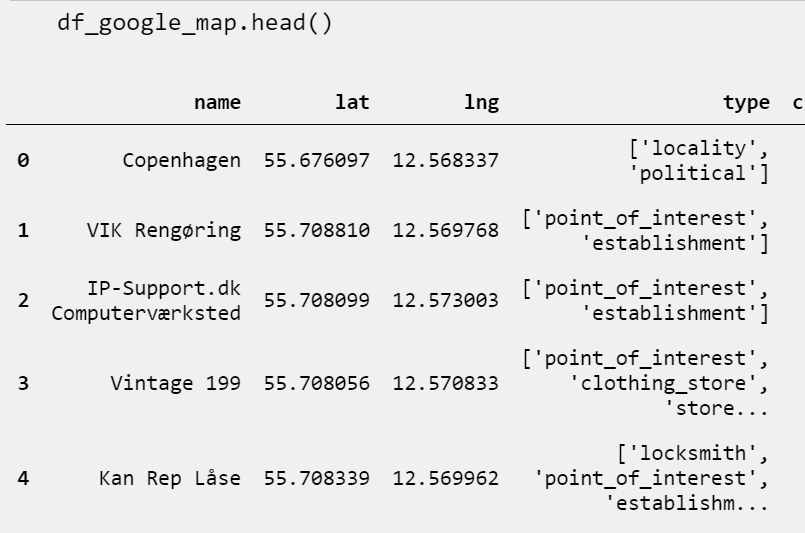 df_google_map.head()
name lat lng type c
0 Copenhagen 55.676097 12.568337 ['locality', 'political']
1 VIK Rengøring 55.708810 12.569768 ['point_of_interest', 'establishment']
2 IP-Support.dk Computerværksted 55.708099 12.573003 ['point_of_interest', 'establishment']
3 Vintage 199 55.708056 12.570833 ['point_of_interest', 'clothing_store', 'store...
4 Kan Rep Låse 55.708339 12.569962 ['locksmith', 'point_of_interest', 'establishm...